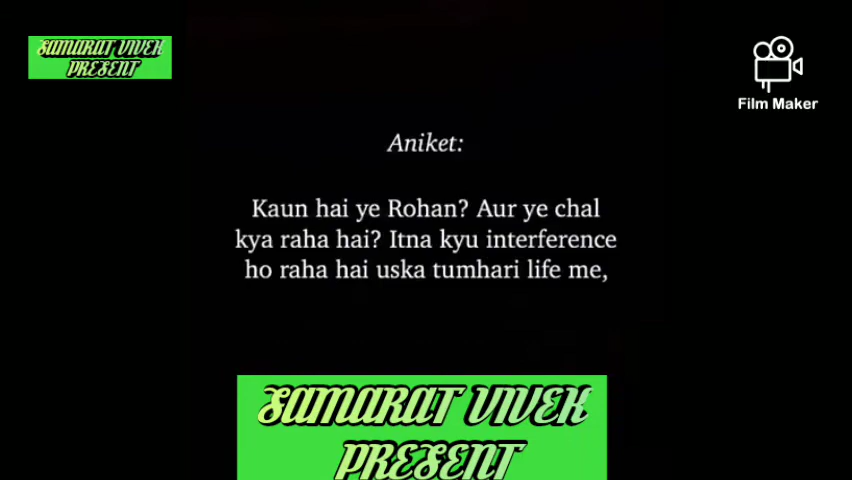 SAMARAT VIVEK
PRESENT
Film Maker
Aniket:
Kaun hai ye Rohan? Aur ye chal
kya raha hai? Itna kyu interference
ho raha hai uska tumhari life me,
SAMARAT VIVEK
PRESENT